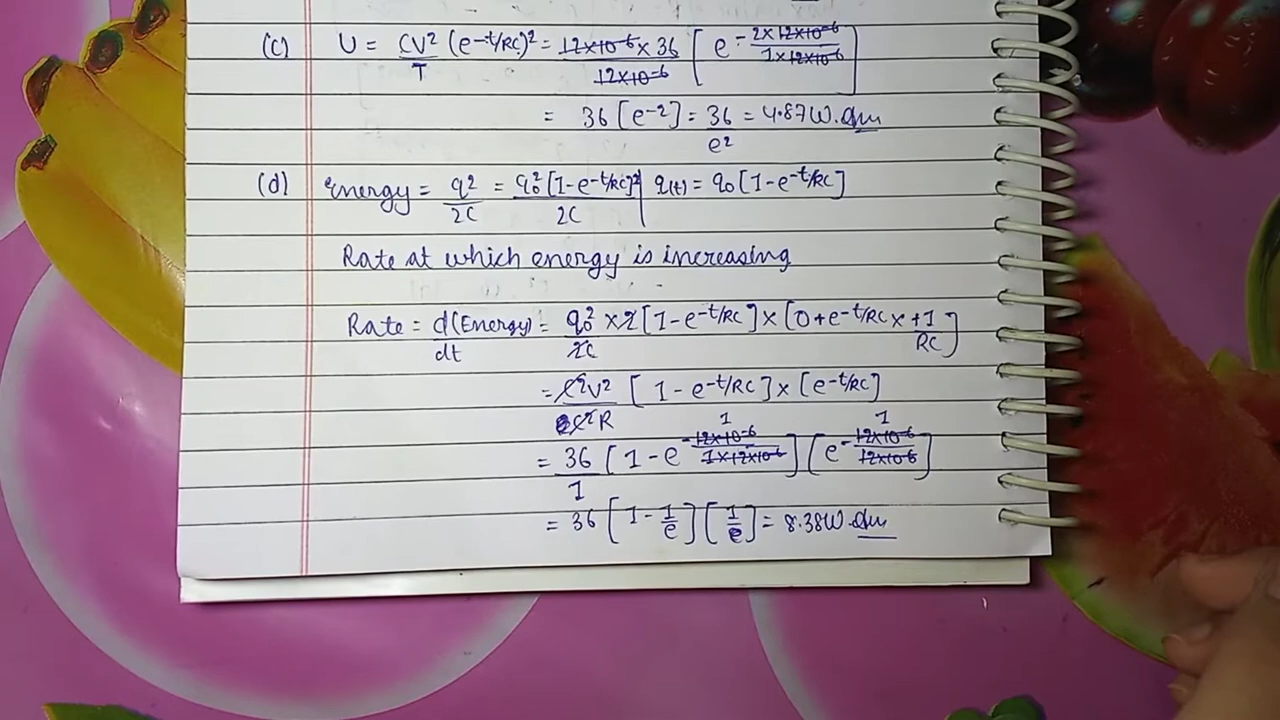 (c) U = CV²/T (e^-t/RC)² = 12×10^-6 × 36 / 12×10^-6 [e^- 2×12×10^-6 / 1×12×10^-6]
= 36[e^-2] = 36/e² = 4.87W. Ans
(d) Energy = q²/2C = q₀²[1-e^-t/RC]²/2C | q(t) = q₀[1-e^-t/RC]
Rate at which energy is increasing
Rate = d(Energy)/dt = q₀²/2C × 2[1-e^-t/RC] × [0+e^-t/RC × +1/RC]
= C²V²/C²R [1-e^-t/RC] × [e^-t/RC]
1 1
= 36/1 [1-e^- 12×10^-6 / 1×12×10^-6] [e^- 12×10^-6 / 12×10^-6]
= 36 [1-1/e] [1/e] = 8.38W. Ans